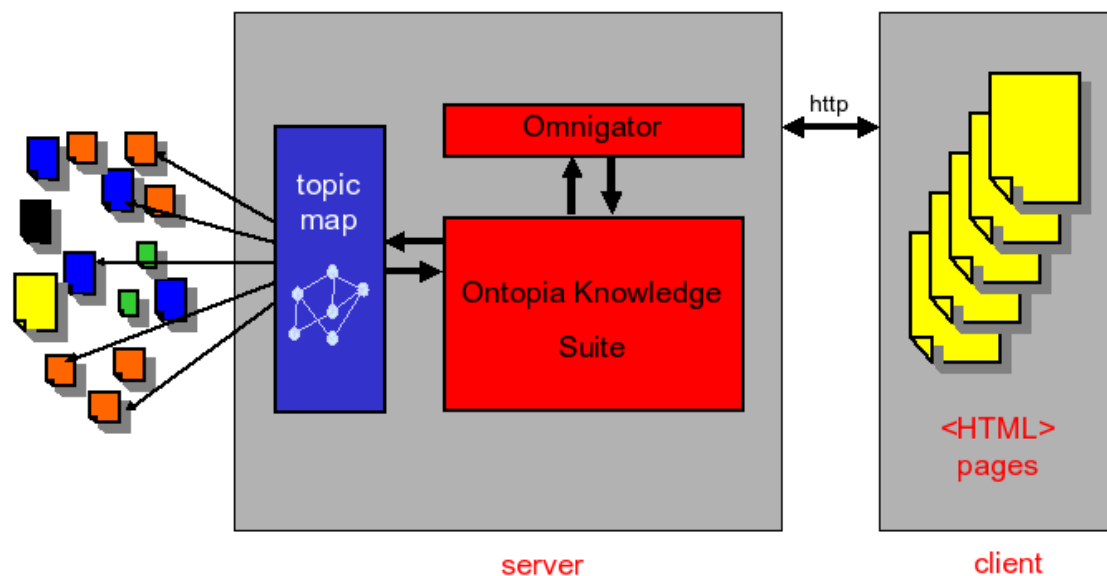 Omnigator
http
topic
map
Ontopia Knowledge
Suite
<HTML>
pages
server
client